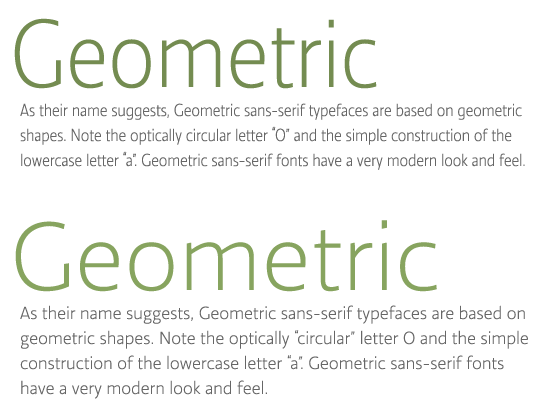 Geometric
As their name suggests, Geometric sans-serif typefaces are based on geometric
shapes. Note the optically circular letter “O” and the simple construction of the
lowercase letter “a”. Geometric sans-serif fonts have a very modern look and feel.
Geometric
As their name suggests, Geometric sans-serif typefaces are based on
geometric shapes. Note the optically “circular” letter O and the simple
construction of the lowercase letter “a”. Geometric sans-serif fonts
have a very modern look and feel.